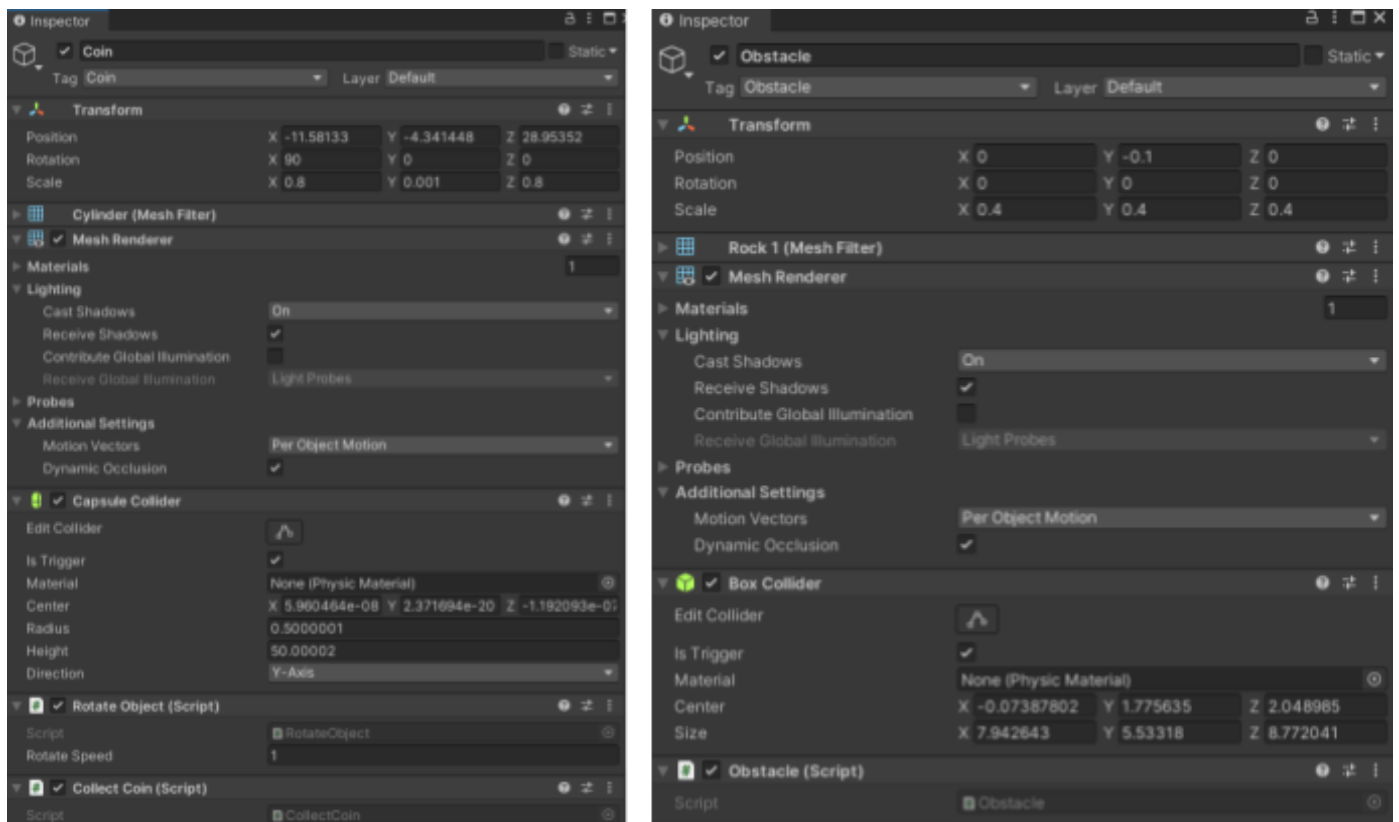 Inspector
Coin Static
Tag Coin Layer Default
Transform
Position X -11.58133 Y -4.341448 Z 28.95352
Rotation X 90 Y 0 Z 0
Scale X 0.8 Y 0.001 Z 0.8
Cylinder (Mesh Filter)
Mesh Renderer
Materials 1
Lighting
Cast Shadows On
Receive Shadows
Contribute Global Illumination
Receive Global Illumination Light Probes
Probes
Additional Settings
Motion Vectors Per Object Motion
Dynamic Occlusion
Capsule Collider
Edit Collider
Is Trigger
Material None (Physic Material)
Center X 5.960464e-08 Y 2.371694e-20 Z -1.192093e-07
Radius 0.5000001
Height 50.00002
Direction Y-Axis
Rotate Object (Script)
Script RotateObject
Rotate Speed 1
Collect Coin (Script)
Script CollectCoin
Inspector
Obstacle Static
Tag Obstacle Layer Default
Transform
Position X 0 Y -0.1 Z 0
Rotation X 0 Y 0 Z 0
Scale X 0.4 Y 0.4 Z 0.4
Rock 1 (Mesh Filter)
Mesh Renderer
Materials 1
Lighting
Cast Shadows On
Receive Shadows
Contribute Global Illumination
Receive Global Illumination Light Probes
Probes
Additional Settings
Motion Vectors Per Object Motion
Dynamic Occlusion
Box Collider
Edit Collider
Is Trigger
Material None (Physic Material)
Center X -0.07387802 Y 1.775635 Z 2.048985
Size X 7.942643 Y 5.53318 Z 8.772041
Obstacle (Script)
Script Obstacle